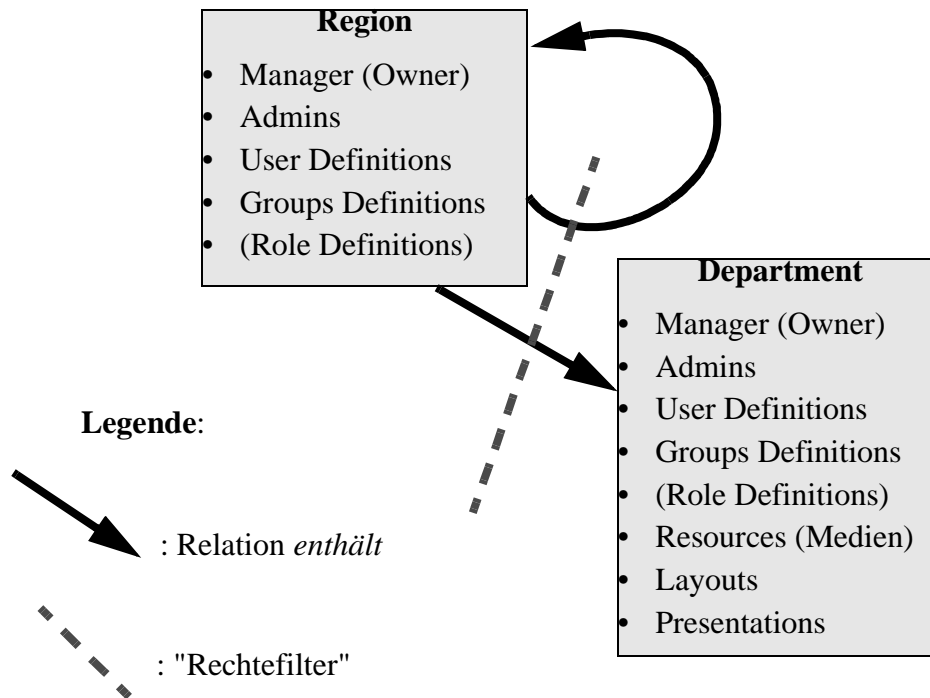 Region
• Manager (Owner)
• Admins
• User Definitions
• Groups Definitions
• (Role Definitions)
Department
• Manager (Owner)
• Admins
• User Definitions
• Groups Definitions
• (Role Definitions)
• Resources (Medien)
• Layouts
• Presentations
Legende:
: Relation enthält
: "Rechtefilter"